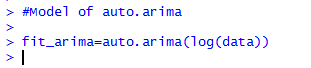 > #Model of auto.arima
>
> fit_arima=auto.arima(log(data))
>